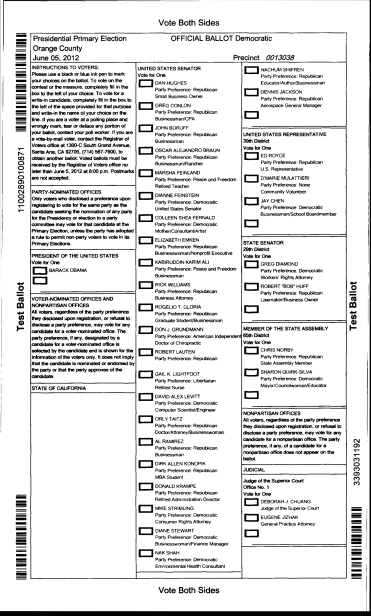 Vote Both Sides
Presidential Primary Election
Orange County
June 05, 2012
OFFICIAL BALLOT Democratic
Precinct 0013038
INSTRUCTIONS TO VOTERS:
Please use a black or blue ink pen to mark
your choices on the ballot. To vote on the
contest or the measure, completely fill in the
box to the left of your choice. To vote for a
write-in candidate, completely fill in the box to
the left of the space provided for that purpose
and write in the name of your choice on the
line. If you are a voter at a polling place and
wrongly mark, tear or deface any portion of
your ballot, contact your poll worker. If you are
a vote-by-mail voter, contact the Registrar of
Voters office at 1300-C South Grand Avenue,
Santa Ana, CA 92705, (714) 567-7600, to
obtain another ballot. Voted ballots must be
received by the Registrar of Voters office no
later than June 5, 2012 at 8:00 p.m. Postmarks
are not accepted.
PARTY-NOMINATED OFFICES
Only voters who disclosed a preference upon
registering to vote for the same party as the
candidate seeking the nomination of any party
for the Presidency or election to a party
committee may vote for that candidate at the
Primary Election, unless the party has adopted
a rule to permit non-party voters to vote in its
Primary Elections.
PRESIDENT OF THE UNITED STATES
Vote for One
BARACK OBAMA
VOTER-NOMINATED OFFICES AND
NONPARTISAN OFFICES
All voters, regardless of the party preference
they disclosed upon registration, or refusal to
disclose a party preference, may vote for any
candidate for a voter-nominated office. The
party preference, if any, designated by a
candidate for a voter-nominated office is
selected by the candidate and is shown for the
information of the voters only. It does not imply
that the candidate is nominated or endorsed by
the party or that the party approves of the
candidate.
STATE OF CALIFORNIA
UNITED STATES SENATOR
Vote for One
DAN HUGHES
Party Preference: Republican
Small Business Owner
GREG CONLON
Party Preference: Republican
Businessman/CPA
JOHN BORUFF
Party Preference: Republican
Businessman
OSCAR ALEJANDRO BRAUN
Party Preference: Republican
Businessman/Rancher
MARSHA FEINLAND
Party Preference: Peace and Freedom
Retired Teacher
DIANNE FEINSTEIN
Party Preference: Democratic
United States Senator
COLLEEN SHEA FERNALD
Party Preference: Democratic
Mother/Consultant/Artist
ELIZABETH EMKEN
Party Preference: Republican
Businesswoman/Nonprofit Executive
KABIRUDDIN KARIM ALI
Party Preference: Peace and Freedom
Businessman
RICK WILLIAMS
Party Preference: Republican
Business Attorney
ROGELIO T. GLORIA
Party Preference: Republican
Graduate Student/Businessman
DON J. GRUNDMANN
Party Preference: American Independent
Doctor of Chiropractic
ROBERT LAUTEN
Party Preference: Republican
GAIL K. LIGHTFOOT
Party Preference: Libertarian
Retired Nurse
DAVID ALEX LEVITT
Party Preference: Democratic
Computer Scientist/Engineer
ORLY TAITZ
Party Preference: Republican
Doctor/Attorney/Businesswoman
AL RAMIREZ
Party Preference: Republican
Businessman
DIRK ALLEN KONOPIK
Party Preference: Republican
MBA Student
DONALD KRAMPE
Party Preference: Republican
Retired Administration Director
MIKE STRIMLING
Party Preference: Democratic
Consumer Rights Attorney
DIANE STEWART
Party Preference: Democratic
Businesswoman/Finance Manager
NAK SHAH
Party Preference: Democratic
Environmental Health Consultant
NACHUM SHIFREN
Party Preference: Republican
Educator/Author/Businessman
DENNIS JACKSON
Party Preference: Republican
Aerospace General Manager
UNITED STATES REPRESENTATIVE
39th District
Vote for One
ED ROYCE
Party Preference: Republican
U.S. Representative
D'MARIE MULATTIERI
Party Preference: None
Community Volunteer
JAY CHEN
Party Preference: Democratic
Businessman/School Boardmember
STATE SENATOR
29th District
Vote for One
GREG DIAMOND
Party Preference: Democratic
Workers' Rights Attorney
ROBERT "BOB" HUFF
Party Preference: Republican
Lawmaker/Business Owner
MEMBER OF THE STATE ASSEMBLY
65th District
Vote for One
CHRIS NORBY
Party Preference: Republican
State Assembly Member
SHARON QUIRK-SILVA
Party Preference: Democratic
Mayor/Councilwoman/Educator
NONPARTISAN OFFICES
All voters, regardless of the party preference
they disclosed upon registration, or refusal to
disclose a party preference, may vote for any
candidate for a nonpartisan office. The party
preference, if any, of a candidate for a
nonpartisan office does not appear on the
ballot.
JUDICIAL
Judge of the Superior Court
Office No. 1
Vote for One
DEBORAH J. CHUANG
Judge of the Superior Court
EUGENE JIZHAK
General Practice Attorney
11002860100871
Test Ballot
Test Ballot
3393031192
Vote Both Sides